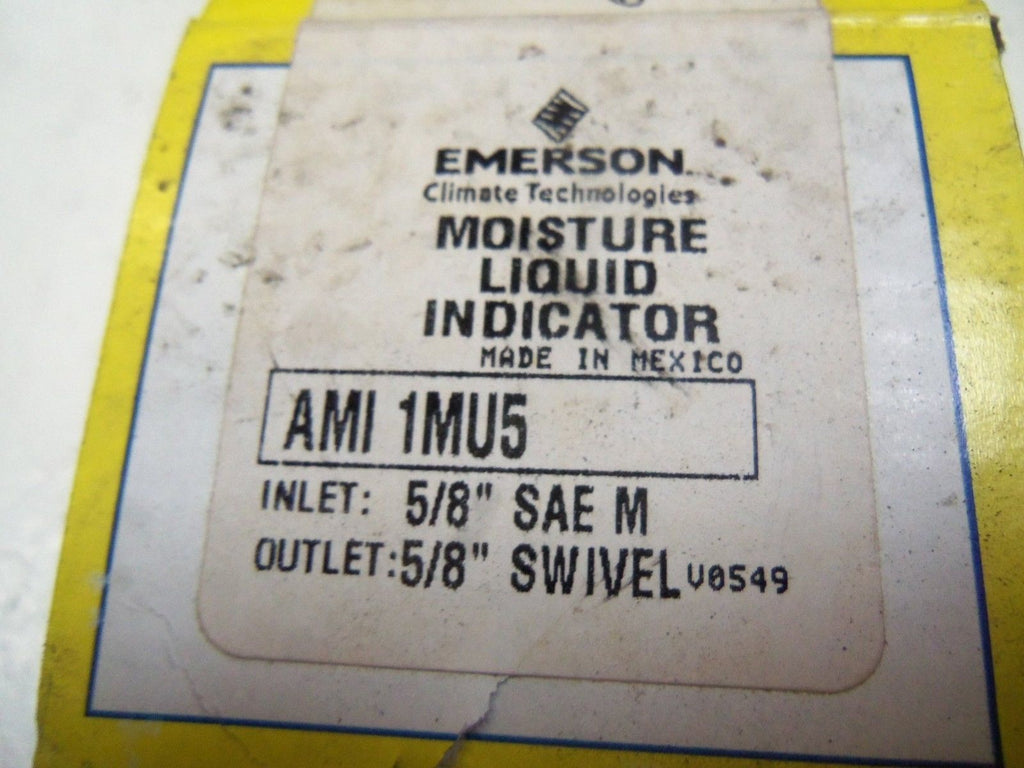 EMERSON
Climate Technologies
MOISTURE
LIQUID
INDICATOR
MADE IN MEXICO
AMI 1MU5
INLET: 5/8" SAE M
OUTLET: 5/8" SWIVEL V0549